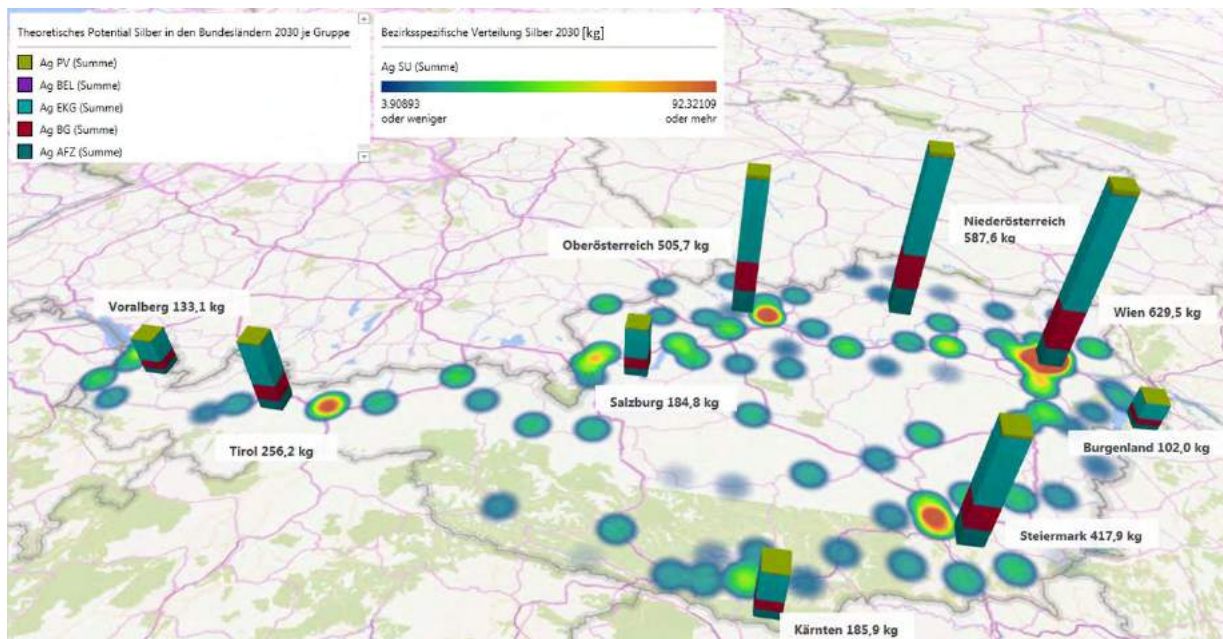 Theoretisches Potential Silber in den Bundesländern 2030 je Gruppe
Ag PV (Summe)
Ag BEL (Summe)
Ag EKG (Summe)
Ag BG (Summe)
Ag AFZ (Summe)
Bezirksspezifische Verteilung Silber 2030 [kg]
Ag SU (Summe)
3.90893
oder weniger
92.32109
oder mehr
Niederösterreich
587,6 kg
Oberösterreich 505,7 kg
Voralberg 133,1 kg
Wien 629,5 kg
Salzburg 184,8 kg
Tirol 256,2 kg
Burgenland 102,0 kg
Steiermark 417,9 kg
Kärnten 185,9 kg